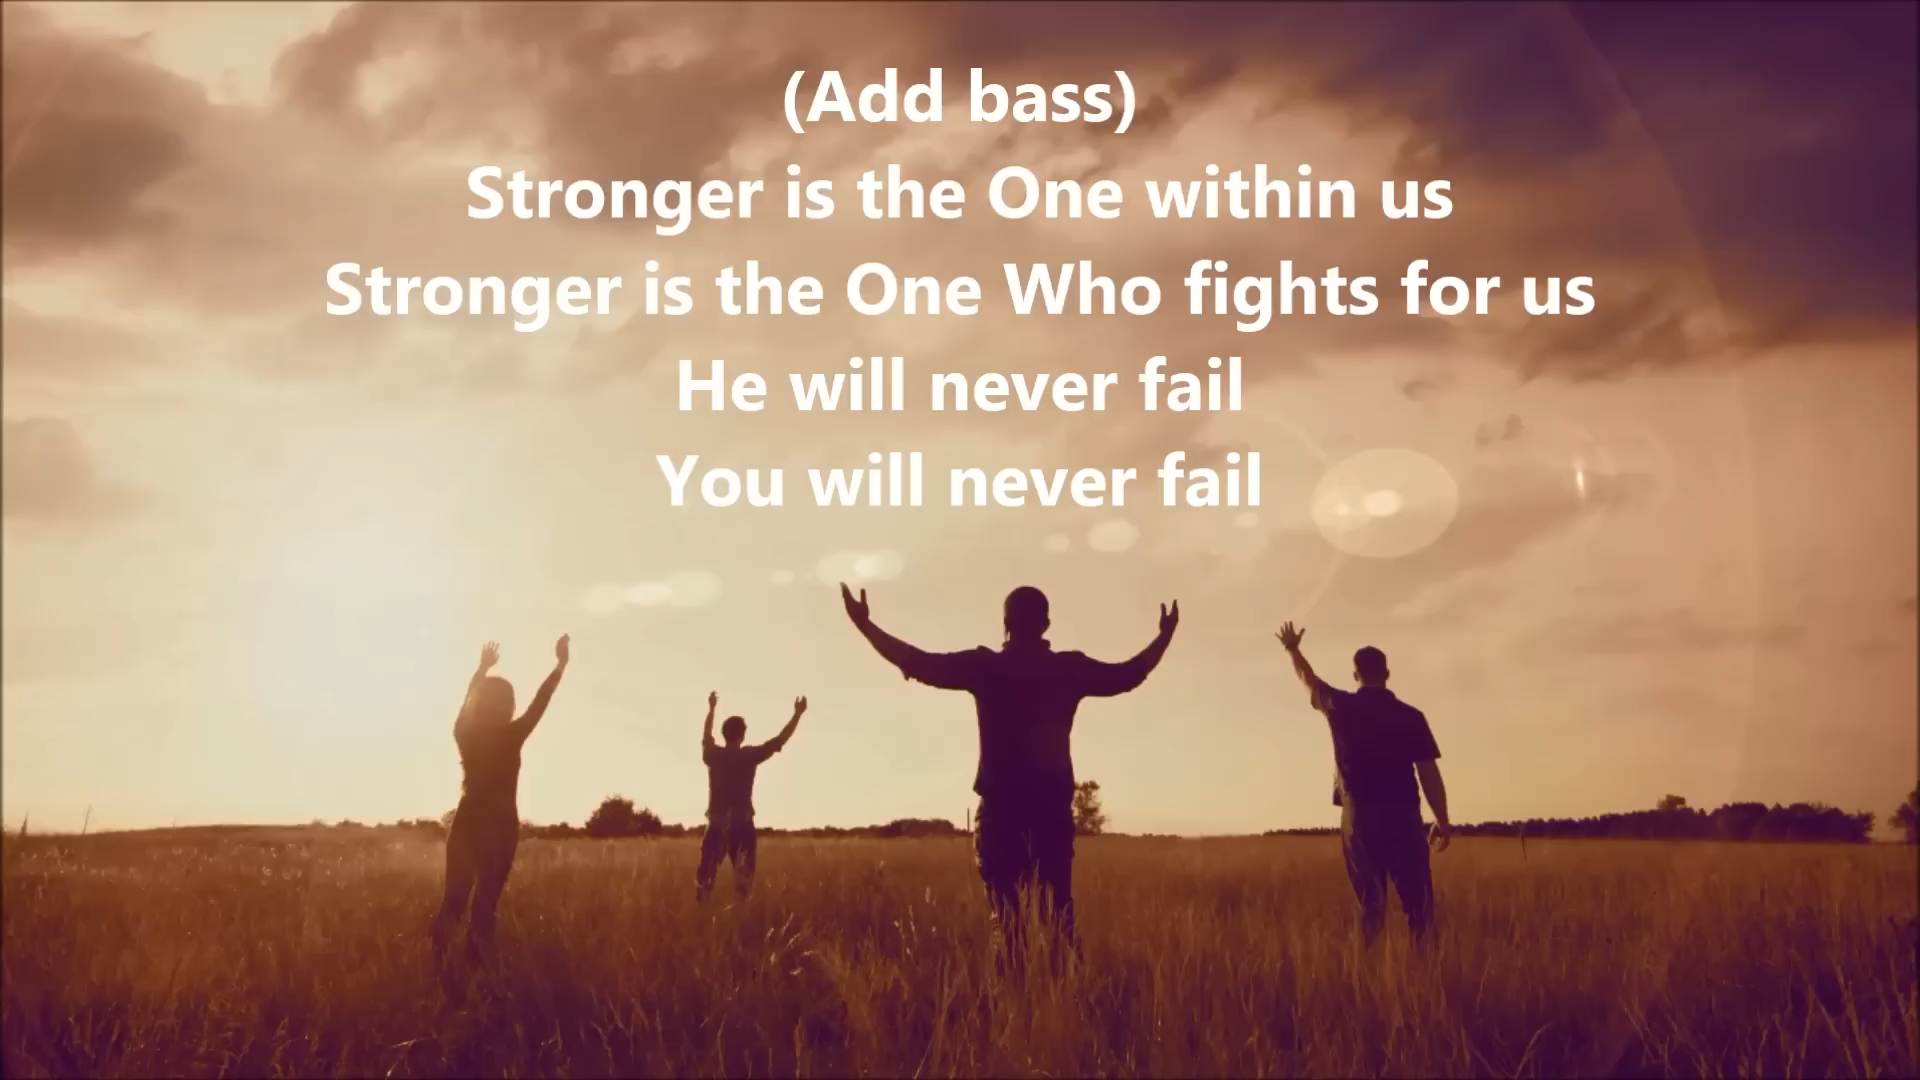 (Add bass)
Stronger is the One within us
Stronger is the One Who fights for us
He will never fail
You will never fail